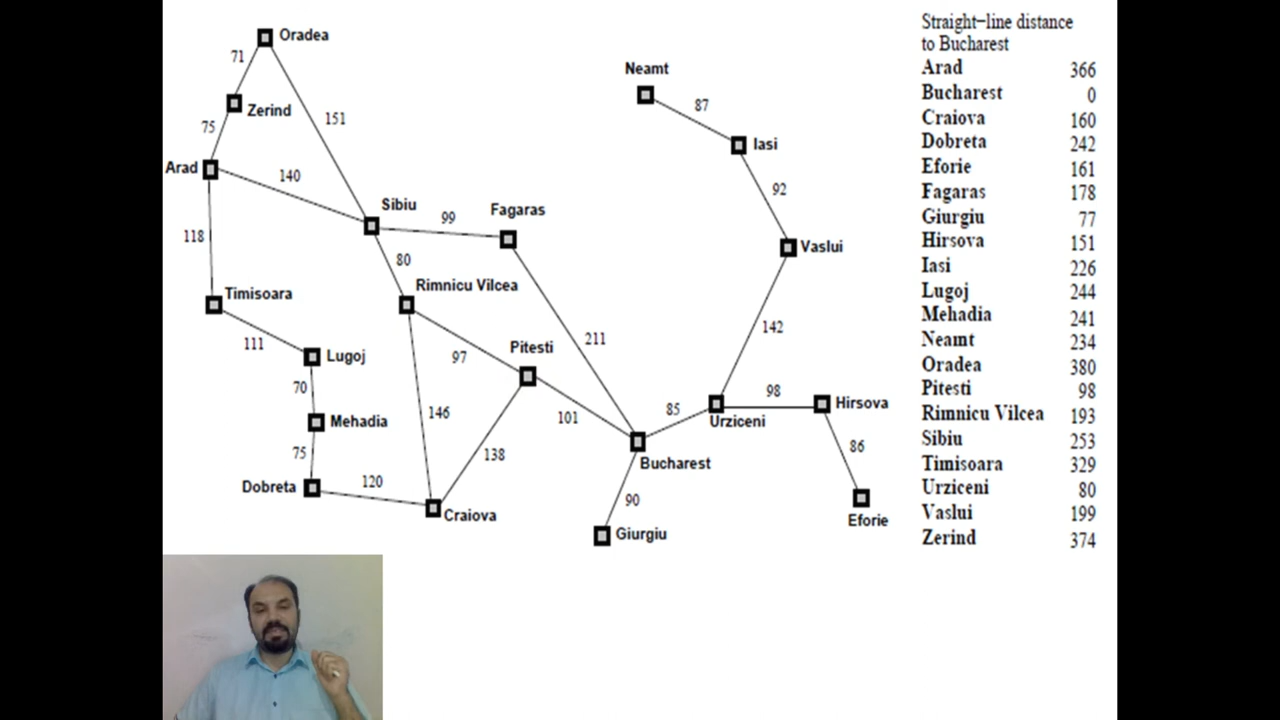 Oradea
71
Zerind
151
75
Arad
140
118
Sibiu
99
Fagaras
80
Timisoara
Rimnicu Vilcea
111
Lugoj
97
Pitesti
211
70
Mehadia
146
101
75
138
Dobreta
120
Craiova
Neamt
87
Iasi
92
Vaslui
142
85
98
Hirsova
Urziceni
86
Bucharest
90
Giurgiu
Eforie
Straight-line distance
to Bucharest
Arad 366
Bucharest 0
Craiova 160
Dobreta 242
Eforie 161
Fagaras 178
Giurgiu 77
Hirsova 151
Iasi 226
Lugoj 244
Mehadia 241
Neamt 234
Oradea 380
Pitesti 98
Rimnicu Vilcea 193
Sibiu 253
Timisoara 329
Urziceni 80
Vaslui 199
Zerind 374